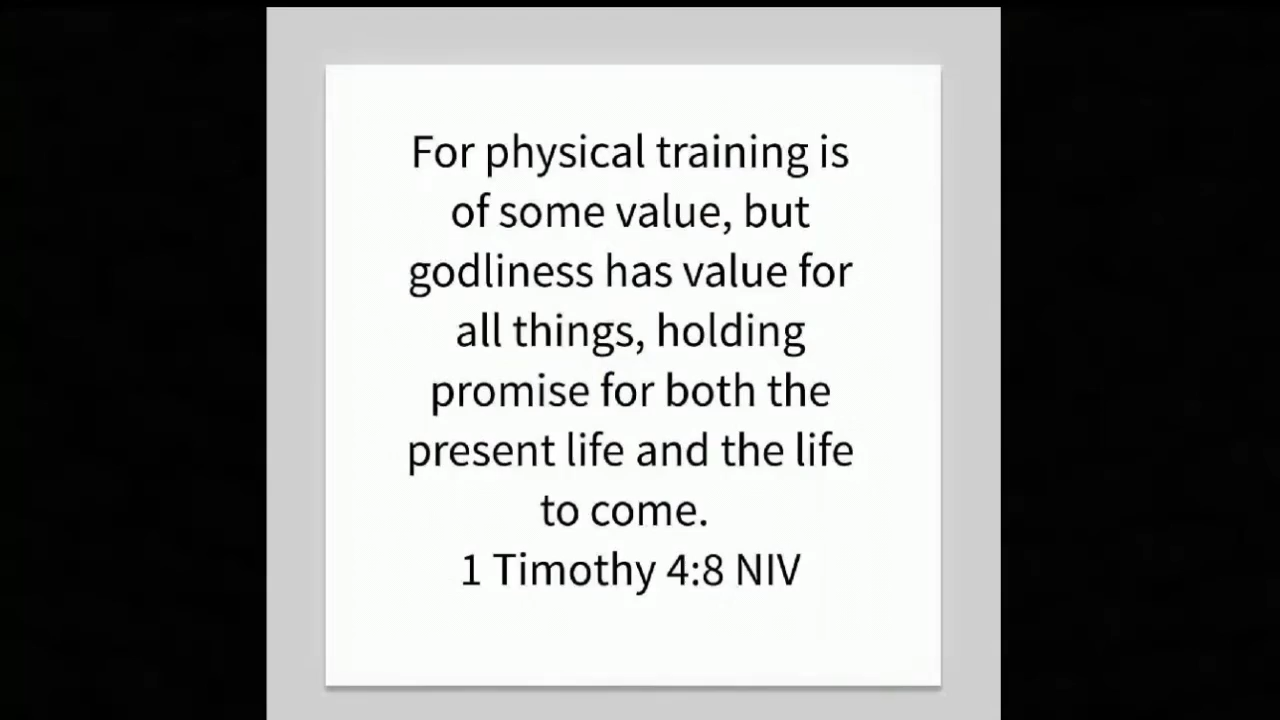 For physical training is
of some value, but
godliness has value for
all things, holding
promise for both the
present life and the life
to come.
1 Timothy 4:8 NIV